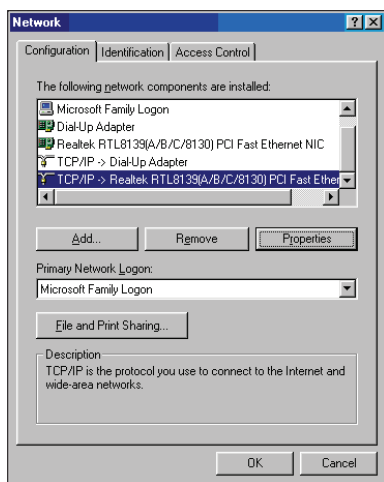 Network
Configuration Identification Access Control
The following network components are installed:
Microsoft Family Logon
Dial-Up Adapter
Realtek RTL8139(A/B/C/8130) PCI Fast Ethernet NIC
TCP/IP -> Dial-Up Adapter
TCP/IP -> Realtek RTL8139(A/B/C/8130) PCI Fast Ether
Add... Remove Properties
Primary Network Logon:
Microsoft Family Logon
File and Print Sharing...
Description
TCP/IP is the protocol you use to connect to the Internet and
wide-area networks.
OK Cancel